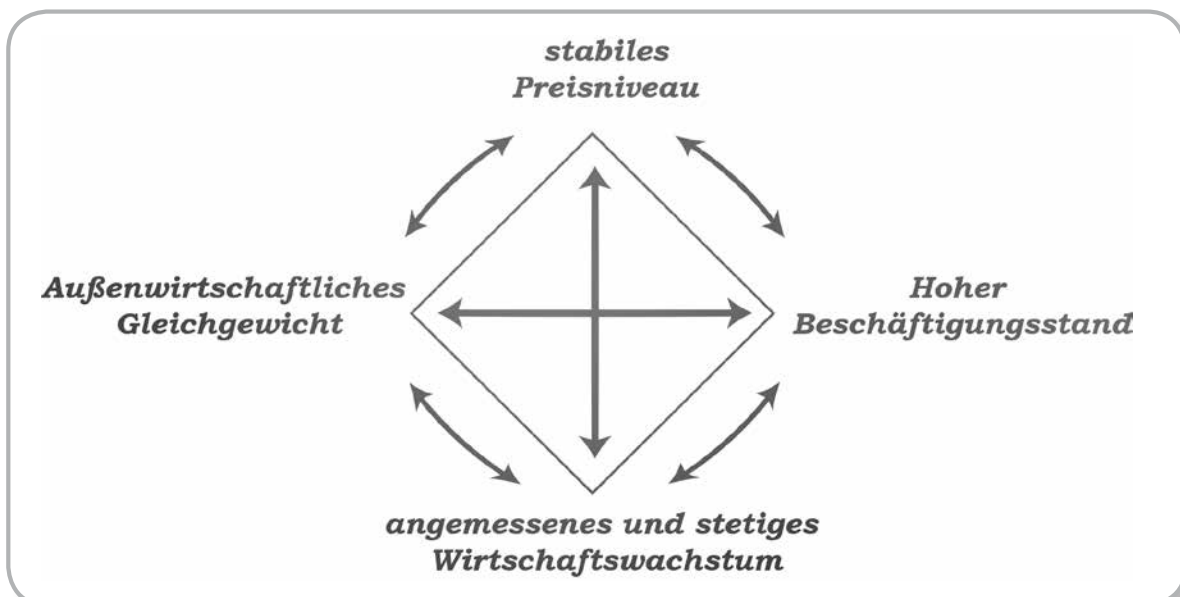 stabiles
Preisniveau
Außenwirtschaftliches
Gleichgewicht
Hoher
Beschäftigungsstand
angemessenes und stetiges
Wirtschaftswachstum